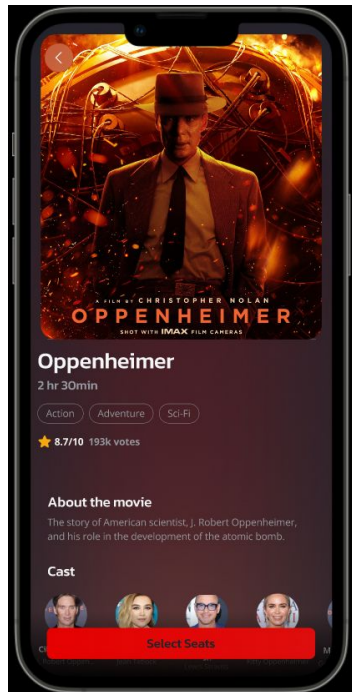 A FILM BY CHRISTOPHER NOLAN
OPPENHEIMER
SHOT WITH IMAX FILM CAMERAS
Oppenheimer
2 hr 30min
Action Adventure Sci-Fi
8.7/10 193k votes
About the movie
The story of American scientist, J. Robert Oppenheimer,
and his role in the development of the atomic bomb.
Cast
Select Seats